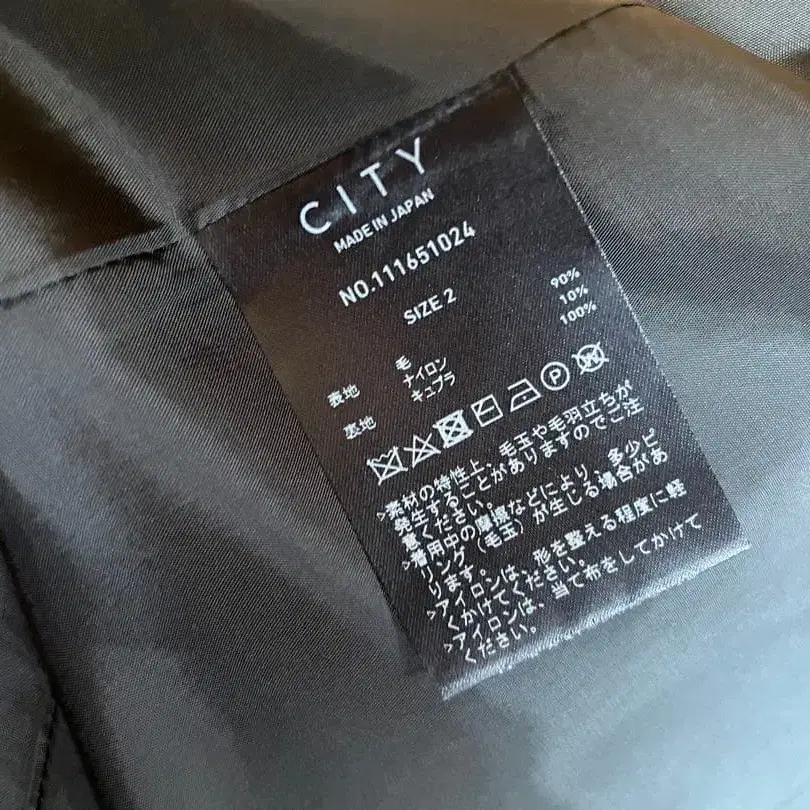 CITY
MADE IN JAPAN
NO.111651024
SIZE 2
表地 毛 90%
ナイロン 10%
裏地 キュプラ 100%
P W
>素材の特性上、毛玉や毛羽立ちが
発生することがありますのでご注
意ください。
>着用中の摩擦などにより、多少ピ
リング(毛玉)が生じる場合があ
ります。
>アイロンは、形を整える程度に軽
くかけてください。
>アイロンは、当て布をしてかけて
ください。